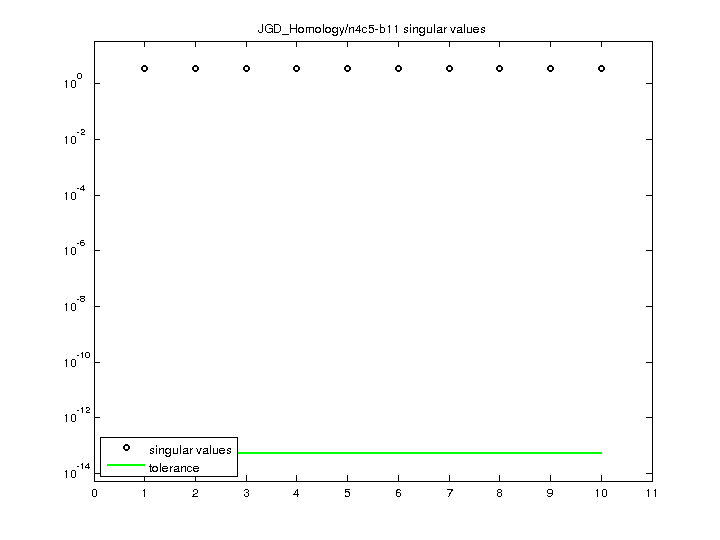 JGD_Homology/n4c5-b11 singular values
10^0
10^-2
10^-4
10^-6
10^-8
10^-10
10^-12
10^-14
singular values
tolerance
0 1 2 3 4 5 6 7 8 9 10 11